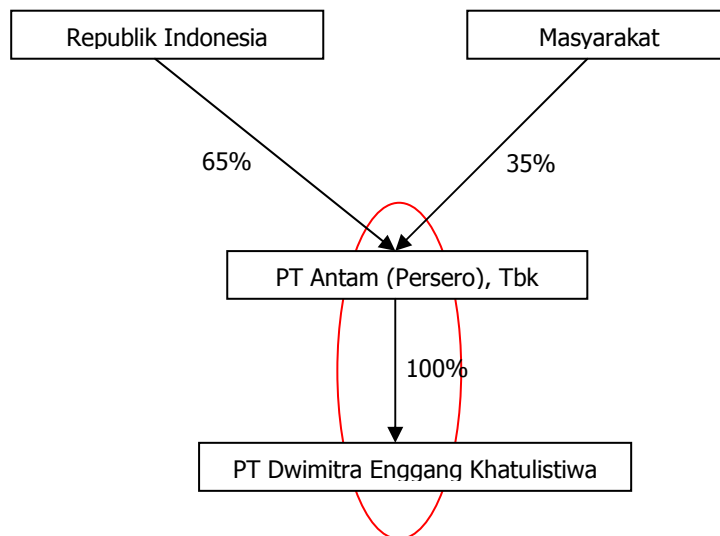 Republik Indonesia
Masyarakat
65%
35%
PT Antam (Persero), Tbk
100%
PT Dwimitra Enggang Khatulistiwa